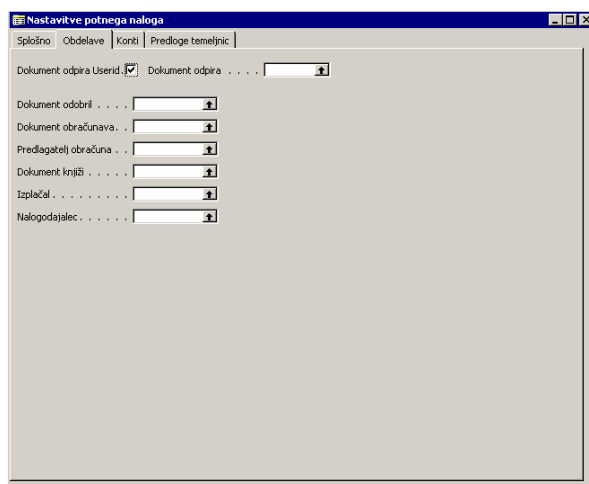 Nastavitve potnega naloga
Splošno Obdelave Konti Predloge temeljnic
Dokument odpira Userid. Dokument odpira . . . .
Dokument odobril . . . .
Dokument obračunava. .
Predlagatelj obračuna . .
Dokument knjiži . . . . .
Izplačal . . . . . . . . .
Nalogodajalec. . . . . .